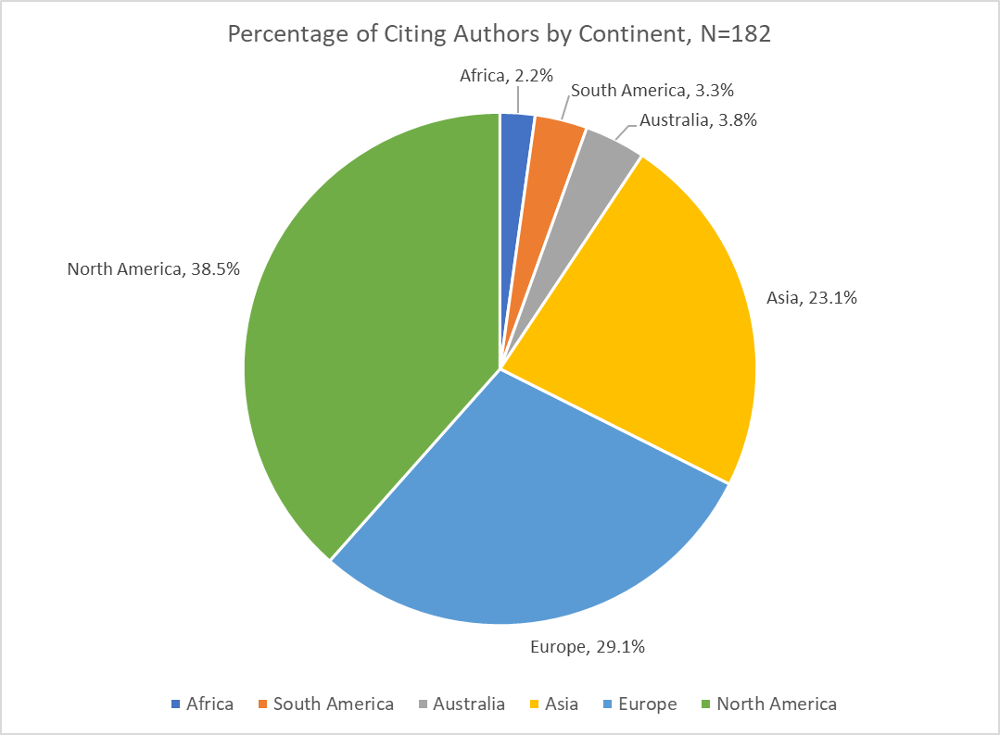 Percentage of Citing Authors by Continent, N=182
Africa, 2.2%
South America, 3.3%
Australia, 3.8%
North America, 38.5%
Asia, 23.1%
Europe, 29.1%
Africa South America Australia Asia Europe North America